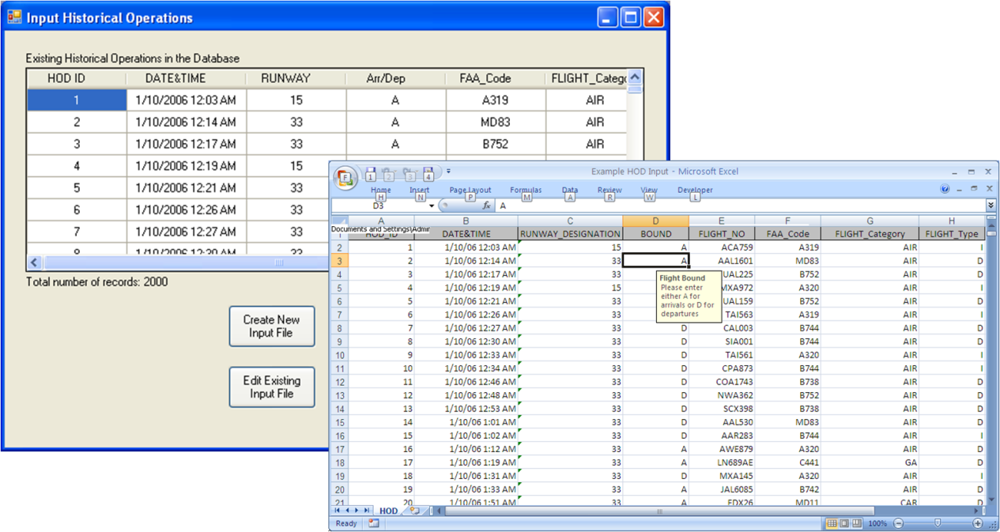 Input Historical Operations
Existing Historical Operations in the Database
HOD ID DATE&TIME RUNWAY Arr/Dep FAA_Code FLIGHT_Catego
1 1/10/2006 12:03 AM 15 A A319 AIR
2 1/10/2006 12:14 AM 33 A MD83 AIR
3 1/10/2006 12:17 AM 33 A B752 AIR
4 1/10/2006 12:19 AM 15
5 1/10/2006 12:21 AM 33
6 1/10/2006 12:26 AM 33
7 1/10/2006 12:27 AM 33
8 1/10/2006 12:30 AM 33
Total number of records: 2000
Create New
Input File
Edit Existing
Input File
F 1 2 3 4 Example HOD Input - Microsoft Excel
Home Insert Page Layout Formulas Data Review View Developer
H N P M A R W L
D3 fx A
A B C D E F G H
Documents and Settings\Admir
1 HOD_ID DATE&TIME RUNWAY_DESIGNATION BOUND FLIGHT_NO FAA_Code FLIGHT_Category FLIGHT_Type
2 1 1/10/06 12:03 AM 15 A ACA759 A319 AIR I
3 2 1/10/06 12:14 AM 33 A AAL1601 MD83 AIR D
4 3 1/10/06 12:17 AM 33 UAL225 B752 AIR D
5 4 1/10/06 12:19 AM 15 MXA972 A320 AIR I
6 5 1/10/06 12:21 AM 33 UAL159 B752 AIR D
7 6 1/10/06 12:26 AM 33 TAI563 A319 AIR I
8 7 1/10/06 12:27 AM 33 D CAL003 B744 AIR D
9 8 1/10/06 12:30 AM 33 D SIA001 B744 AIR D
10 9 1/10/06 12:33 AM 33 D TAI561 A320 AIR I
11 10 1/10/06 12:34 AM 33 D CPA873 B744 AIR I
12 11 1/10/06 12:46 AM 33 D COA1743 B738 AIR D
13 12 1/10/06 12:48 AM 33 D NWA362 B752 AIR D
14 13 1/10/06 12:53 AM 33 D SCX398 B738 AIR D
15 14 1/10/06 1:01 AM 33 D AAL530 MD83 AIR D
16 15 1/10/06 1:02 AM 33 D AAR283 B744 AIR I
17 16 1/10/06 1:12 AM 33 A AWE879 A320 AIR D
18 17 1/10/06 1:19 AM 33 A LN689AE C441 GA D
19 18 1/10/06 1:31 AM 33 D MXA145 A320 AIR I
20 19 1/10/06 1:33 AM 33 A JAL6085 B742 AIR D
21 20 1/10/06 1:51 AM 33 A FDX26 MD11 CAR D
Flight Bound
Please enter
either A for
arrivals or D for
departures
HOD
Ready 100%